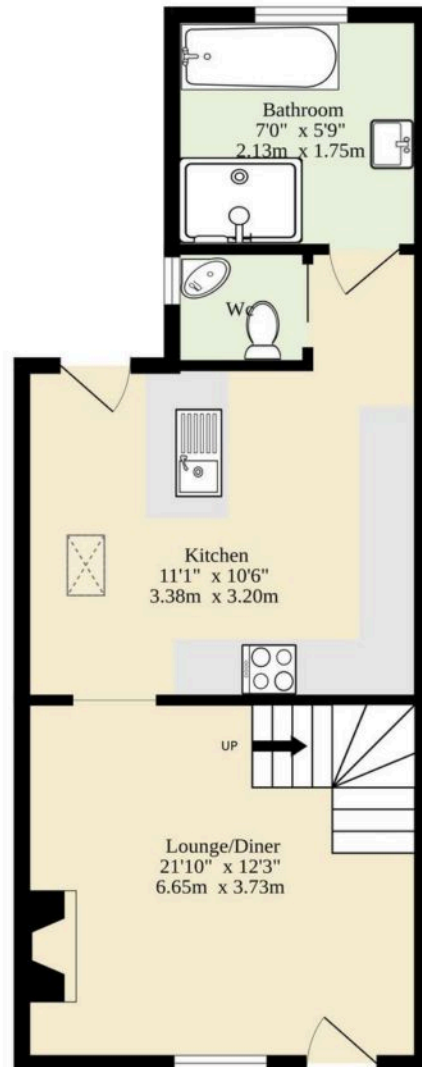 Bathroom
7'0" x 5'9"
2.13m x 1.75m
Wc
Kitchen
11'1" x 10'6"
3.38m x 3.20m
UP
Lounge/Diner
21'10" x 12'3"
6.65m x 3.73m